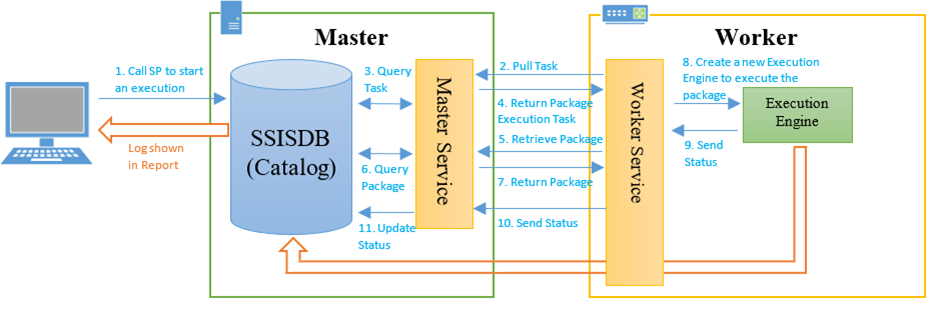 Master
Worker
1. Call SP to start
an execution
Log shown
in Report
SSISDB
(Catalog)
3. Query
Task
6. Query
Package
11. Update
Status
Master Service
2. Pull Task
4. Return Package
Execution Task
5. Retrieve Package
7. Return Package
10. Send Status
Worker Service
8. Create a new Execution
Engine to execute the
package
9. Send
Status
Execution
Engine